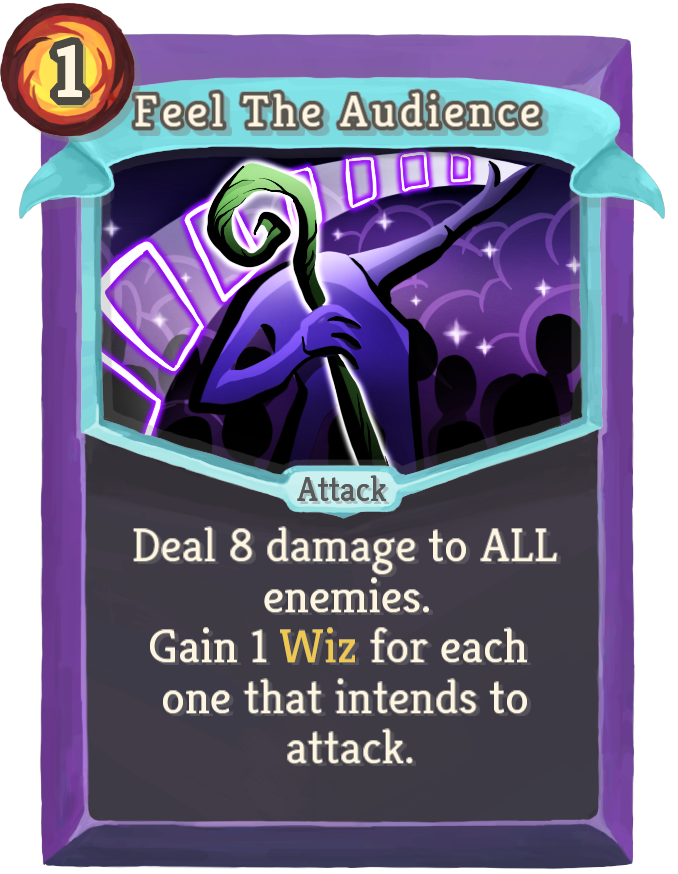 1
Feel The Audience
Attack
Deal 8 damage to ALL
enemies.
Gain 1 Wiz for each
one that intends to
attack.